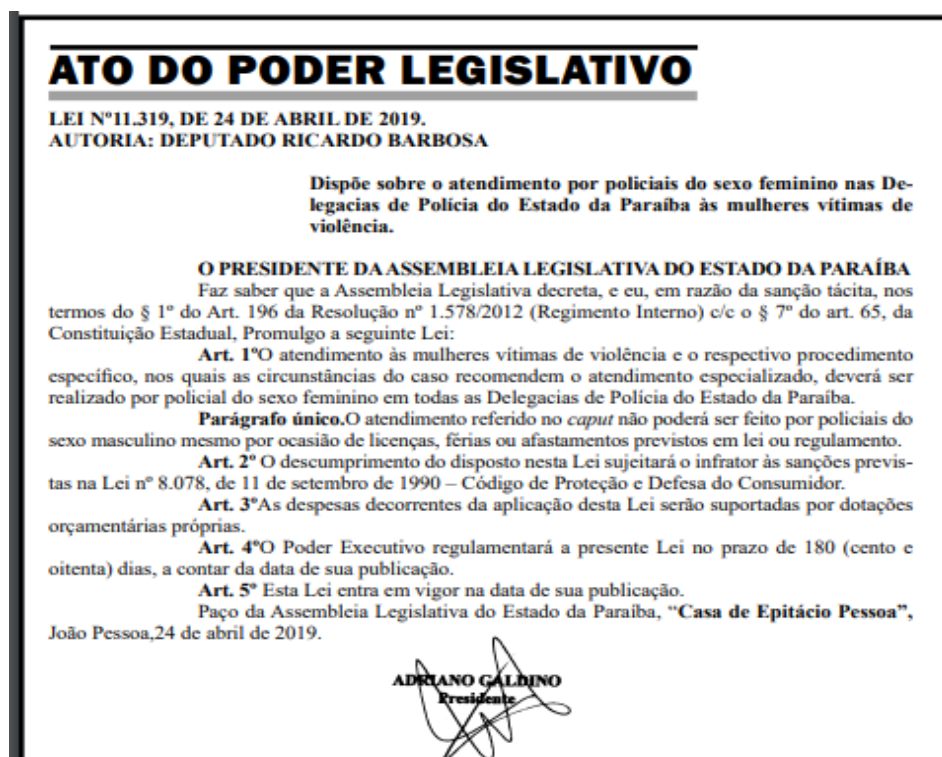 ATO DO PODER LEGISLATIVO
LEI Nº11.319, DE 24 DE ABRIL DE 2019.
AUTORIA: DEPUTADO RICARDO BARBOSA
Dispõe sobre o atendimento por policiais do sexo feminino nas De-
legacias de Polícia do Estado da Paraíba às mulheres vítimas de
violência.
O PRESIDENTE DA ASSEMBLEIA LEGISLATIVA DO ESTADO DA PARAÍBA
Faz saber que a Assembleia Legislativa decreta, e eu, em razão da sanção tácita, nos
termos do § 1º do Art. 196 da Resolução nº 1.578/2012 (Regimento Interno) c/c o § 7º do art. 65, da
Constituição Estadual, Promulgo a seguinte Lei:
Art. 1ºO atendimento às mulheres vítimas de violência e o respectivo procedimento
específico, nos quais as circunstâncias do caso recomendem o atendimento especializado, deverá ser
realizado por policial do sexo feminino em todas as Delegacias de Polícia do Estado da Paraíba.
Parágrafo único.O atendimento referido no caput não poderá ser feito por policiais do
sexo masculino mesmo por ocasião de licenças, férias ou afastamentos previstos em lei ou regulamento.
Art. 2º O descumprimento do disposto nesta Lei sujeitará o infrator às sanções previs-
tas na Lei nº 8.078, de 11 de setembro de 1990 – Código de Proteção e Defesa do Consumidor.
Art. 3ºAs despesas decorrentes da aplicação desta Lei serão suportadas por dotações
orçamentárias próprias.
Art. 4ºO Poder Executivo regulamentará a presente Lei no prazo de 180 (cento e
oitenta) dias, a contar da data de sua publicação.
Art. 5º Esta Lei entra em vigor na data de sua publicação.
Paço da Assembleia Legislativa do Estado da Paraíba, “Casa de Epitácio Pessoa”,
João Pessoa,24 de abril de 2019.
ADRIANO GALDINO
Presidente